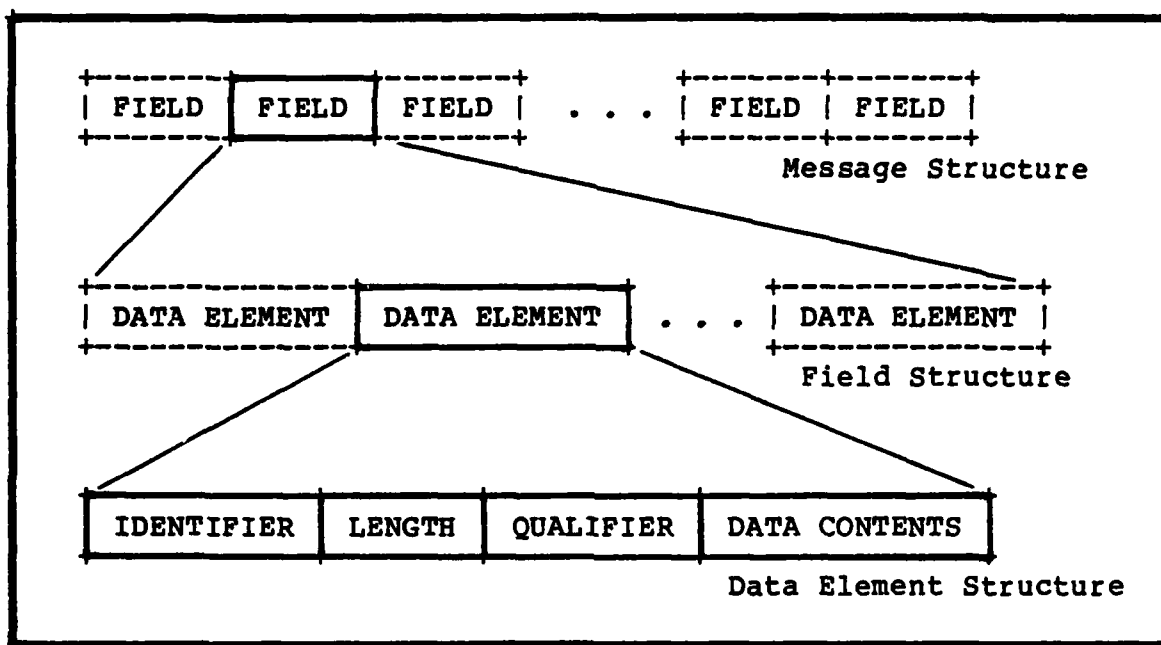 FIELD FIELD FIELD . . . FIELD FIELD
Message Structure
DATA ELEMENT DATA ELEMENT . . . DATA ELEMENT
Field Structure
IDENTIFIER LENGTH QUALIFIER DATA CONTENTS
Data Element Structure